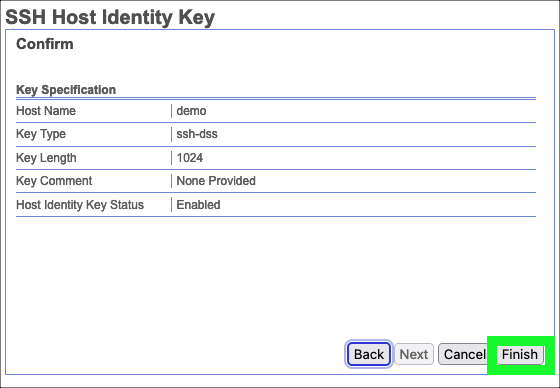 SSH Host Identity Key
Confirm
Key Specification
Host Name demo
Key Type ssh-dss
Key Length 1024
Key Comment None Provided
Host Identity Key Status Enabled
Back Next Cancel Finish